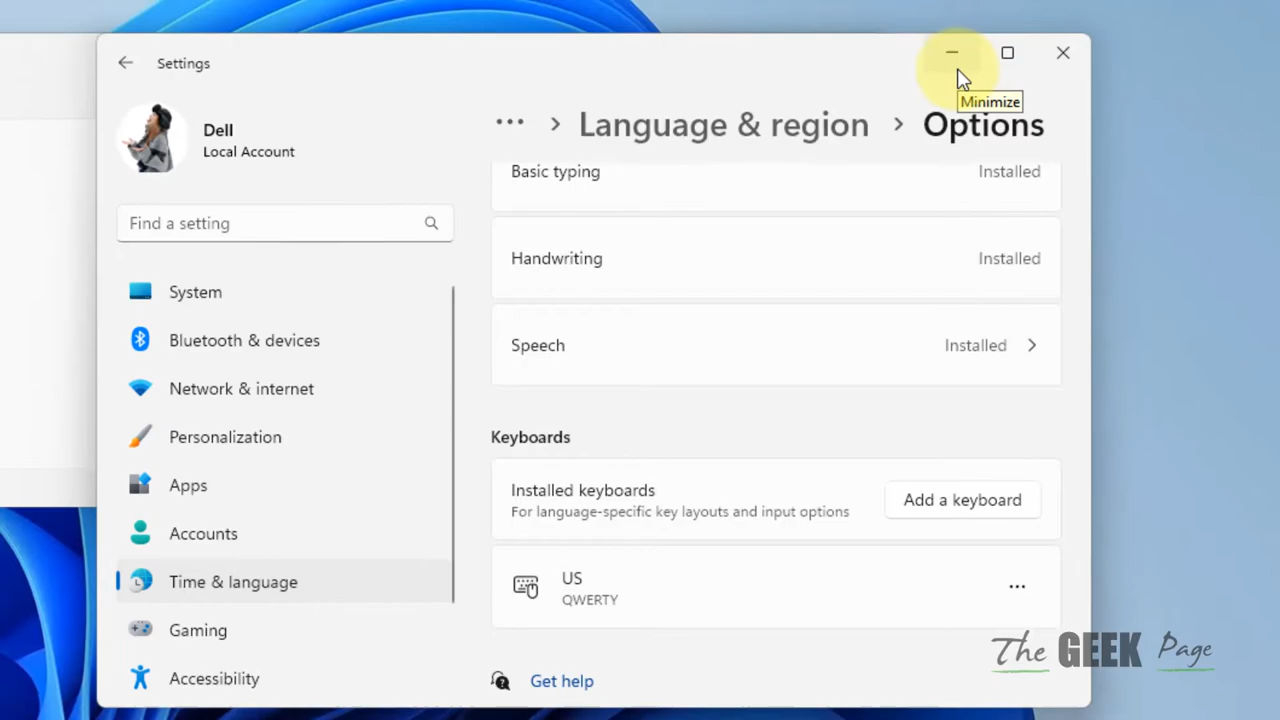 Settings
Minimize
Dell
Local Account
··· > Language & region > Options
Find a setting
System
Bluetooth & devices
Network & internet
Personalization
Apps
Accounts
Time & language
Gaming
Accessibility
Basic typing Installed
Handwriting Installed
Speech Installed
Keyboards
Installed keyboards
For language-specific key layouts and input options
Add a keyboard
US
QWERTY
Get help
The GEEK Page